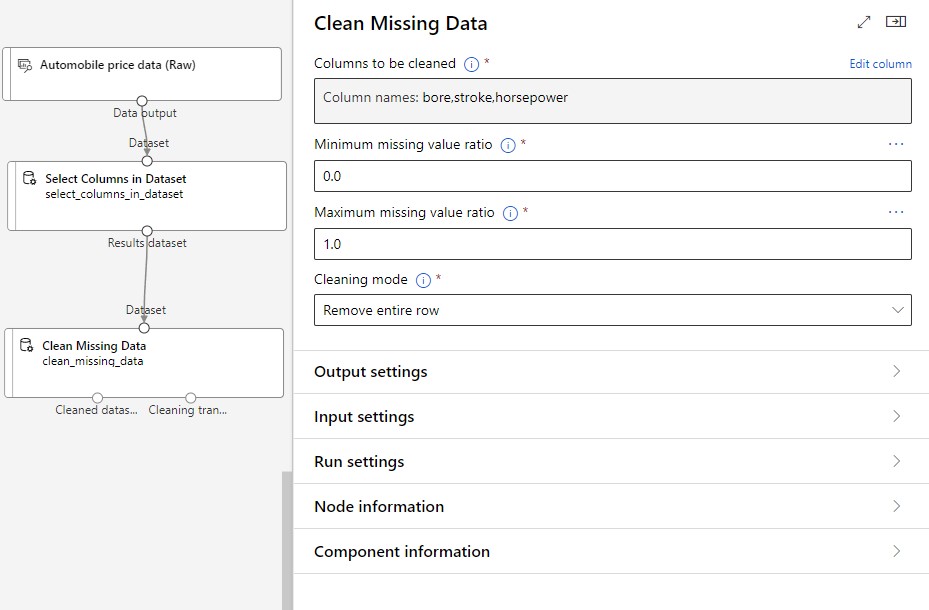 Automobile price data (Raw)
Data output
Dataset
Select Columns in Dataset
select_columns_in_dataset
Results dataset
Dataset
Clean Missing Data
clean_missing_data
Cleaned datas...
Cleaning tran...
Clean Missing Data
Columns to be cleaned i *
Edit column
Column names: bore,stroke,horsepower
Minimum missing value ratio i *
...
0.0
Maximum missing value ratio i *
...
1.0
Cleaning mode i *
Remove entire row
Output settings
Input settings
Run settings
Node information
Component information